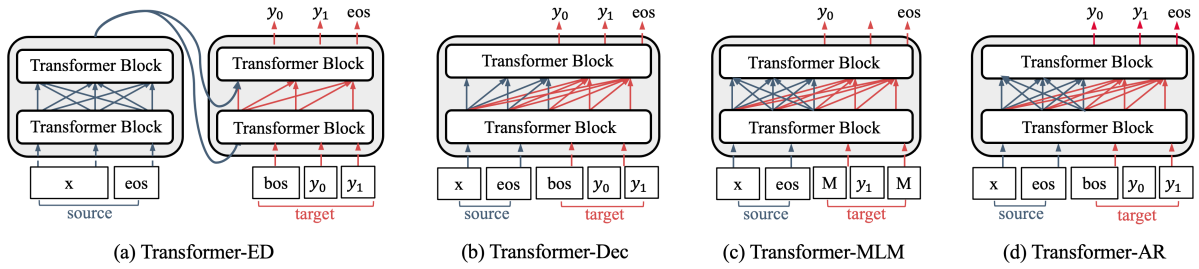 y₀ y₁ eos
Transformer Block Transformer Block
Transformer Block Transformer Block
x eos bos y₀ y₁
source target
(a) Transformer-ED
y₀ y₁ eos
Transformer Block
Transformer Block
x eos bos y₀ y₁
source target
(b) Transformer-Dec
y₀ eos
Transformer Block
Transformer Block
x eos M y₁ M
source target
(c) Transformer-MLM
y₀ y₁ eos
Transformer Block
Transformer Block
x eos bos y₀ y₁
source target
(d) Transformer-AR